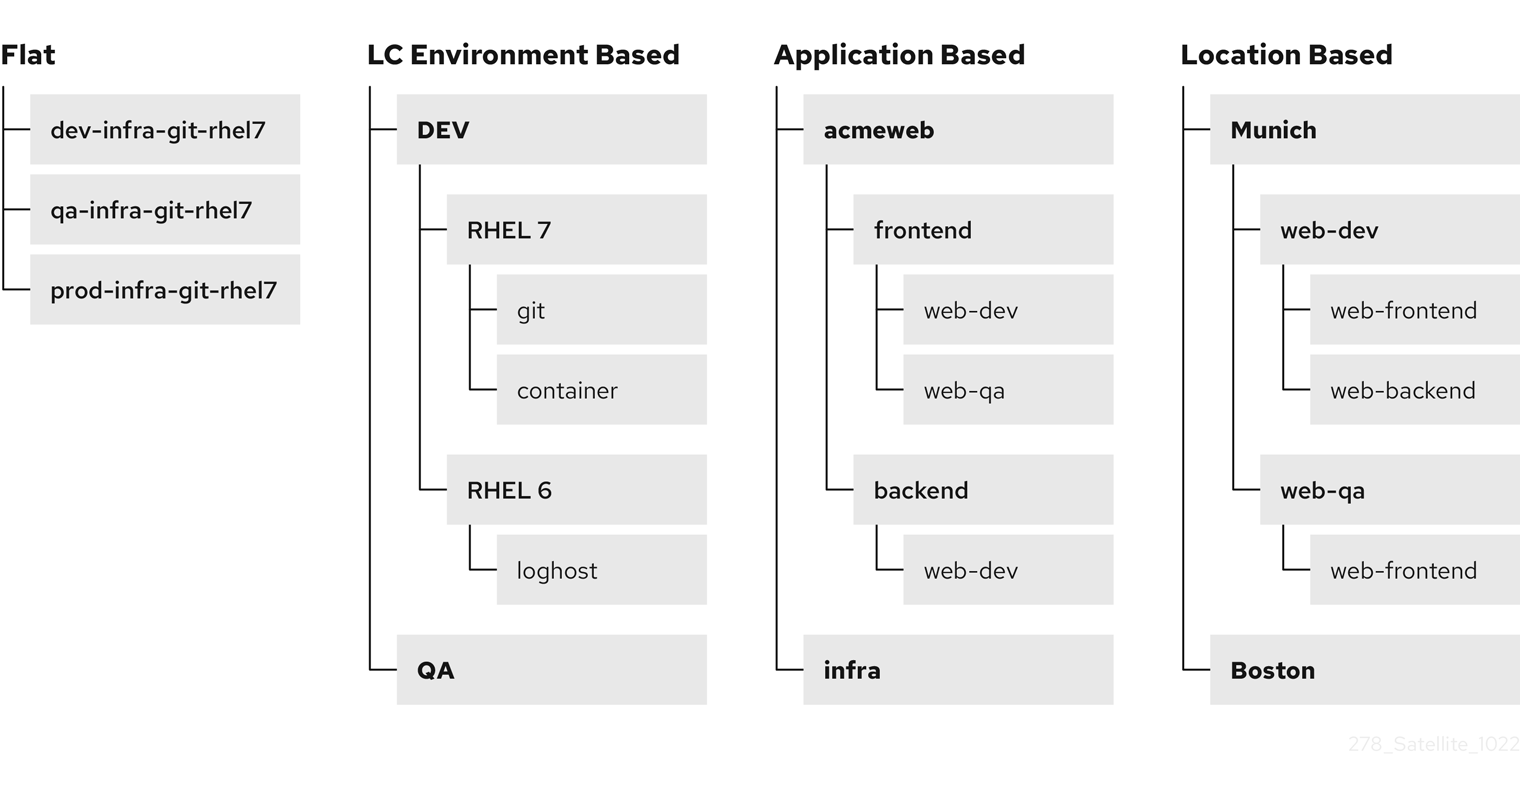 Flat
dev-infra-git-rhel7
qa-infra-git-rhel7
prod-infra-git-rhel7
LC Environment Based
DEV
RHEL 7
git
container
RHEL 6
loghost
QA
Application Based
acmeweb
frontend
web-dev
web-qa
backend
web-dev
infra
Location Based
Munich
web-dev
web-frontend
web-backend
web-qa
web-frontend
Boston
278_Satellite_1022